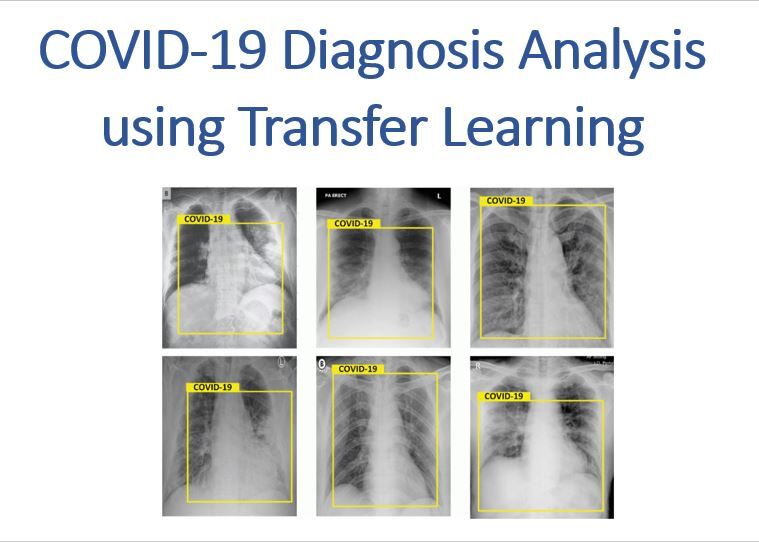 COVID-19 Diagnosis Analysis
using Transfer Learning
COVID-19
PA ERECT
L
COVID-19
COVID-19
COVID-19
COVID-19
R
COVID-19